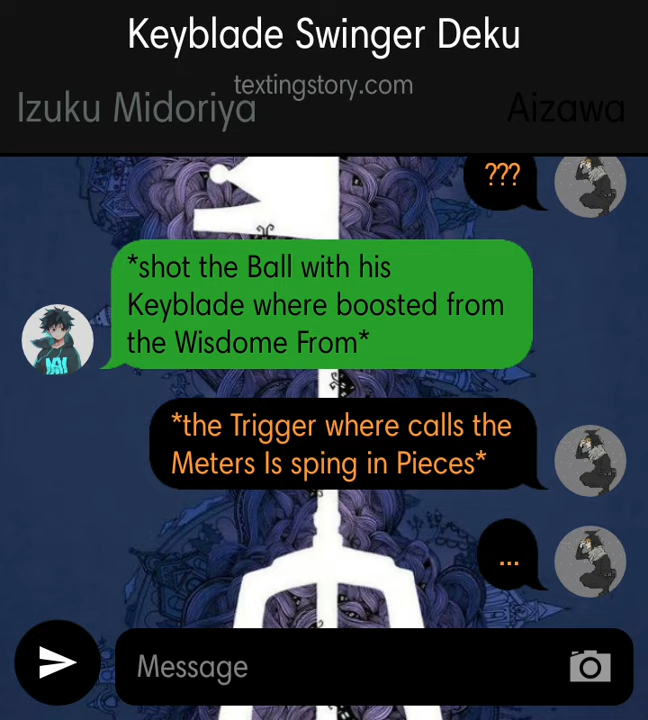 Keyblade Swinger Deku
textingstory.com
Izuku Midoriya
Aizawa
???
*shot the Ball with his
Keyblade where boosted from
the Wisdome From*
*the Trigger where calls the
Meters Is sping in Pieces*
...
Message